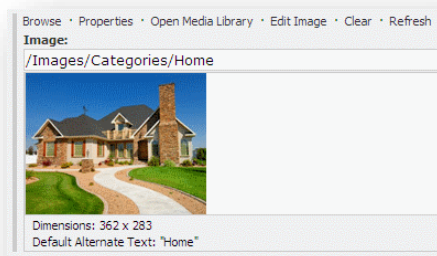 Browse · Properties · Open Media Library · Edit Image · Clear · Refresh
Image:
/Images/Categories/Home
Dimensions: 362 x 283
Default Alternate Text: "Home"